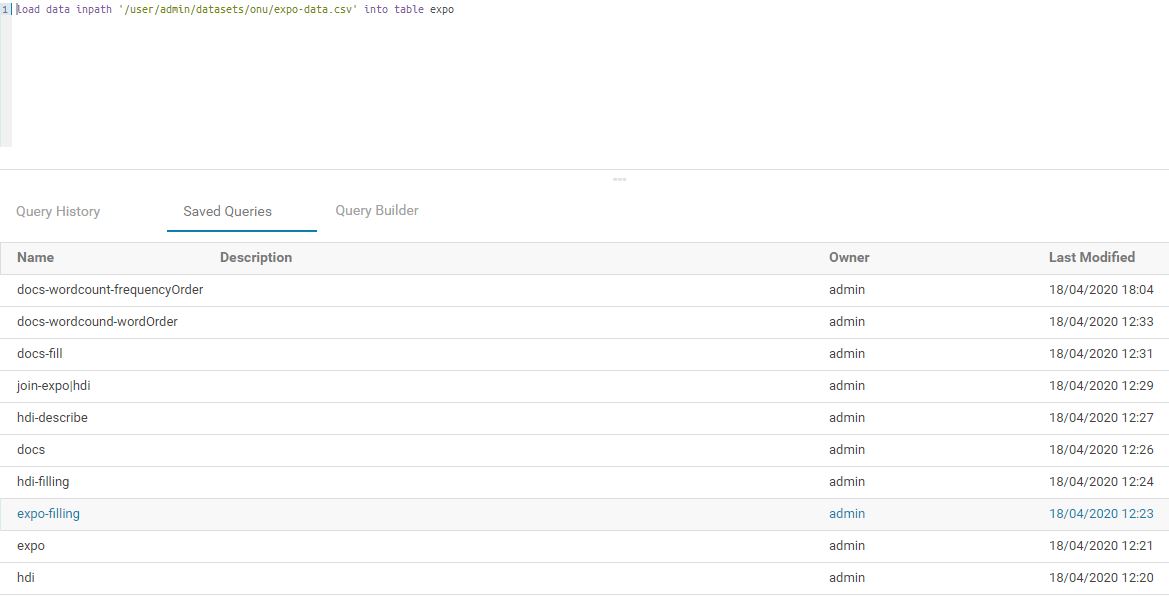 1 load data inpath '/user/admin/datasets/onu/expo-data.csv' into table expo
Query History Saved Queries Query Builder
Name Description Owner Last Modified
docs-wordcount-frequencyOrder admin 18/04/2020 18:04
docs-wordcound-wordOrder admin 18/04/2020 12:33
docs-fill admin 18/04/2020 12:31
join-expo|hdi admin 18/04/2020 12:29
hdi-describe admin 18/04/2020 12:27
docs admin 18/04/2020 12:26
hdi-filling admin 18/04/2020 12:24
expo-filling admin 18/04/2020 12:23
expo admin 18/04/2020 12:21
hdi admin 18/04/2020 12:20